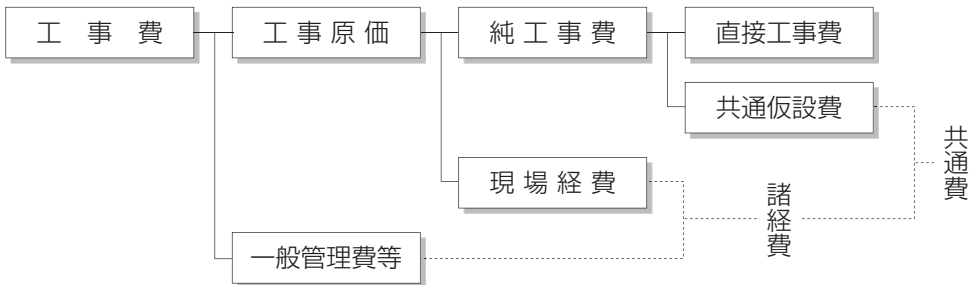 工事費
工事原価
純工事費
直接工事費
共通仮設費
現場経費
一般管理費等
諸経費
共通費